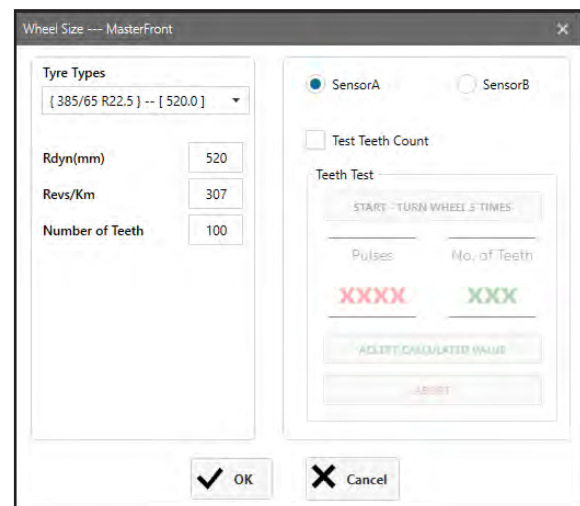 Wheel Size --- MasterFront
Tyre Types
{ 385/65 R22.5 } -- [ 520.0 ]
Rdyn(mm)
520
Revs/Km
307
Number of Teeth
100
SensorA
SensorB
Test Teeth Count
Teeth Test
START - TURN WHEEL 5 TIMES
Pulses
No. of Teeth
XXXX
XXX
ACCEPT CALCULATED VALUE
ABORT
OK
Cancel